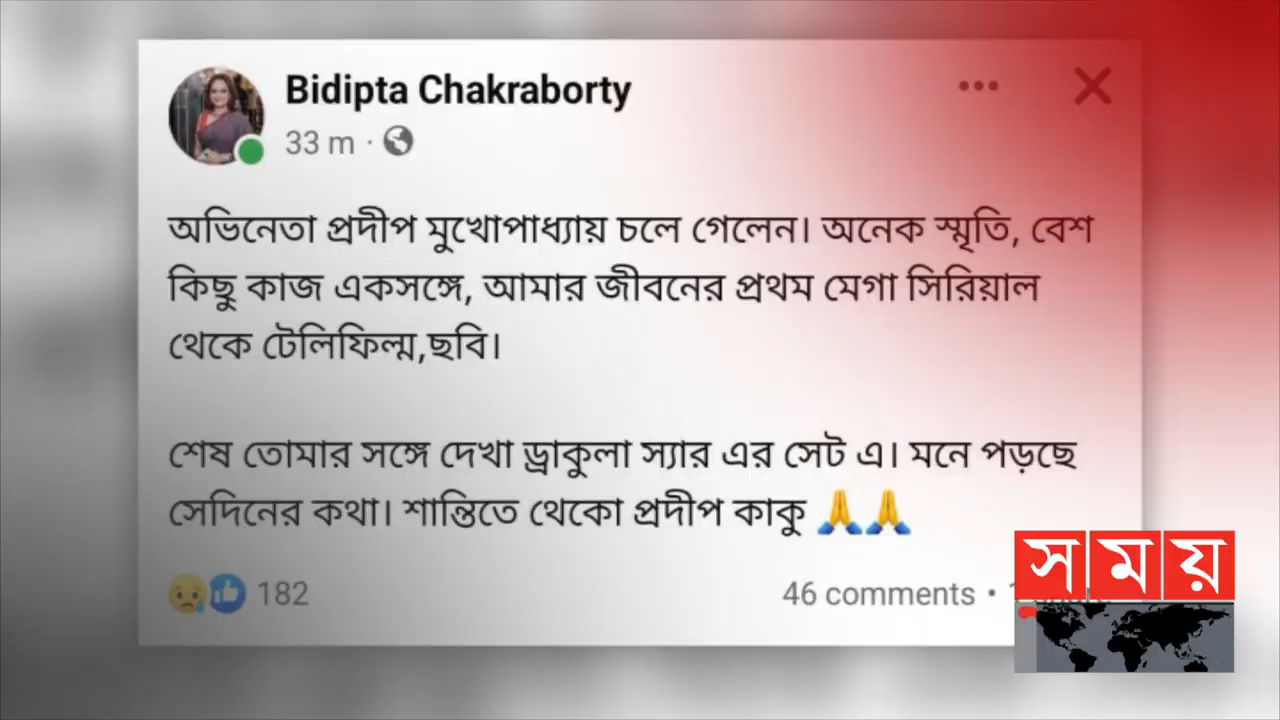 Bidipta Chakraborty
33 m ·
অভিনেতা প্রদীপ মুখোপাধ্যায় চলে গেলেন। অনেক স্মৃতি, বেশ
কিছু কাজ একসঙ্গে, আমার জীবনের প্রথম মেগা সিরিয়াল
থেকে টেলিফিল্ম,ছবি।
শেষ তোমার সঙ্গে দেখা ড্রাকুলা স্যার এর সেট এ। মনে পড়ছে
সেদিনের কথা। শান্তিতে থেকো প্রদীপ কাকু 🙏🙏
182
46 comments •
সময়